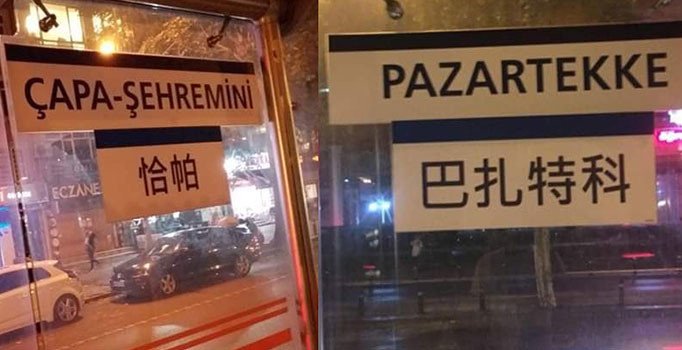 ÇAPA-ŞEHREMİNİ
恰帕
ECZANE
PAZARTEKKE
巴扎特科